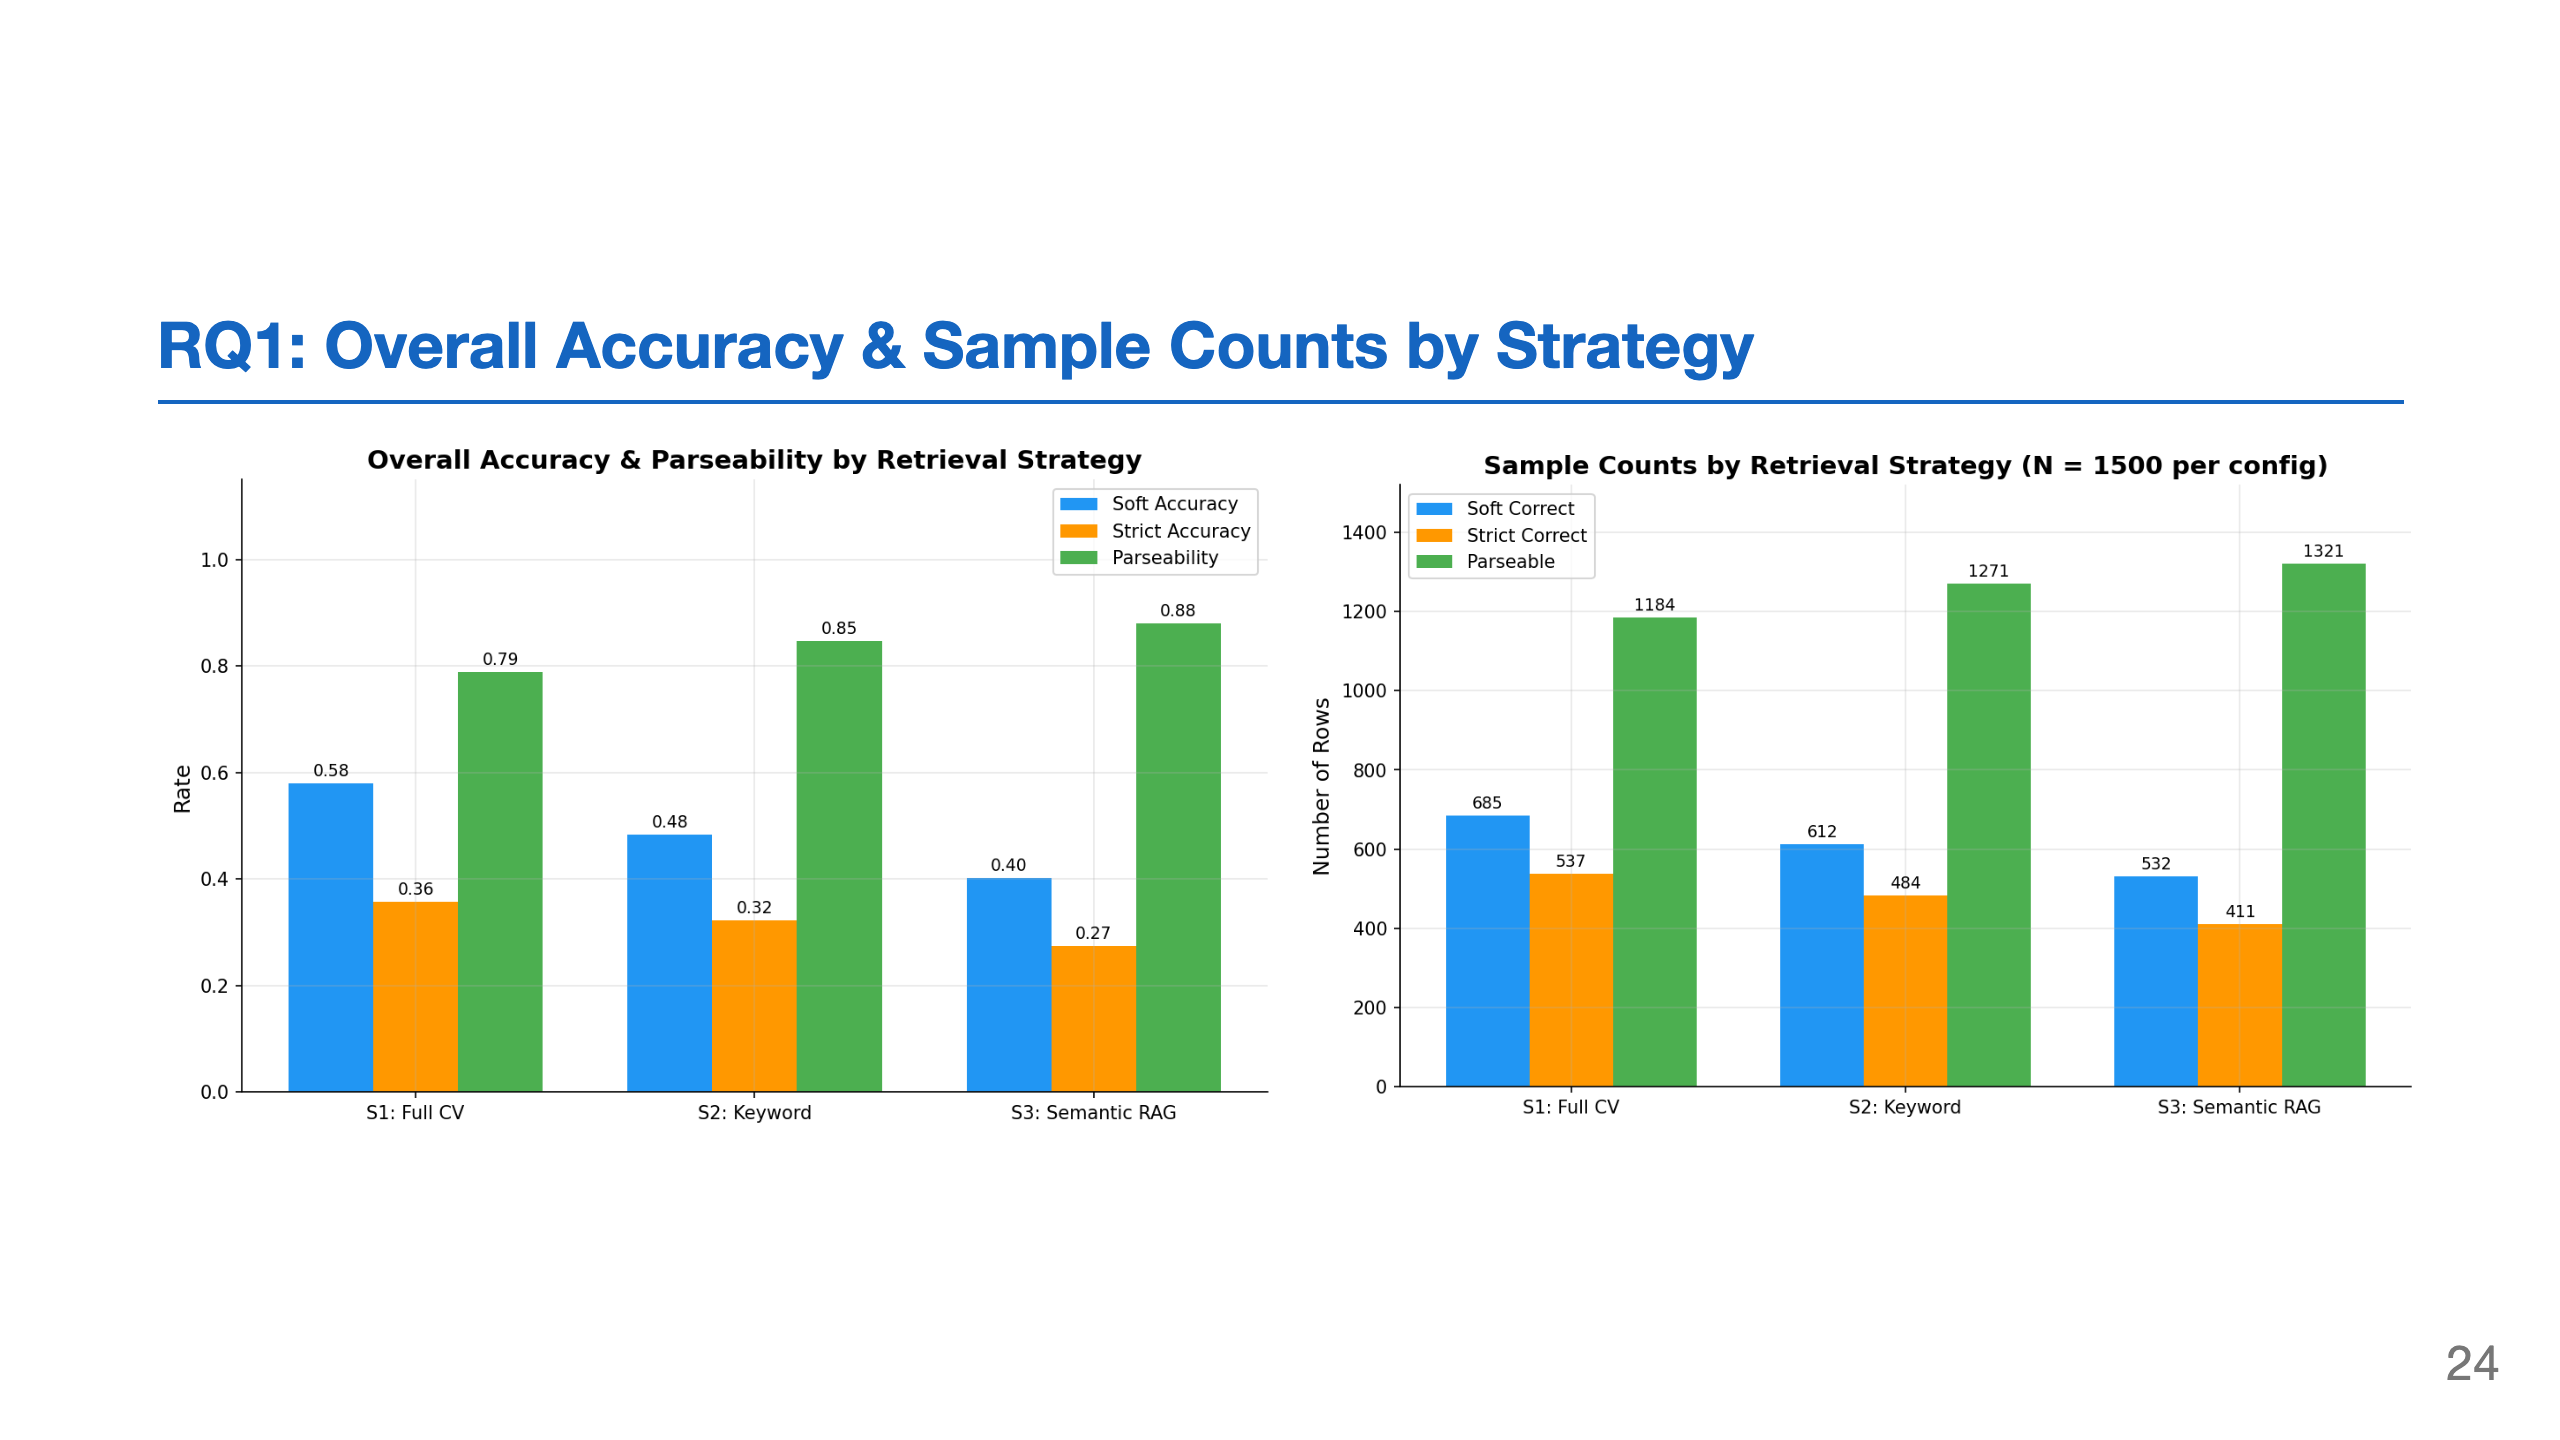 RQ1: Overall Accuracy & Sample Counts by Strategy
Overall Accuracy & Parseability by Retrieval Strategy
Soft Accuracy
Strict Accuracy
Parseability
Rate
1.0
0.8
0.6
0.4
0.2
0.0
0.58
0.36
0.79
0.48
0.32
0.85
0.40
0.27
0.88
S1: Full CV
S2: Keyword
S3: Semantic RAG
Sample Counts by Retrieval Strategy (N = 1500 per config)
Soft Correct
Strict Correct
Parseable
Number of Rows
1400
1200
1000
800
600
400
200
0
685
537
1184
612
484
1271
532
411
1321
S1: Full CV
S2: Keyword
S3: Semantic RAG
24